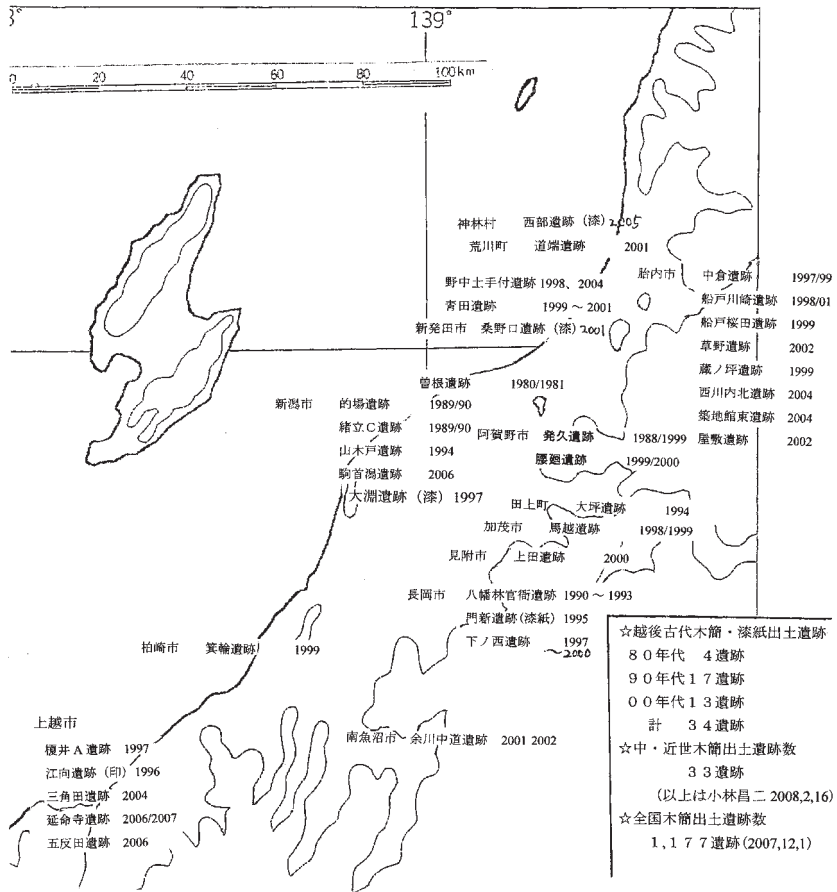 3°
139°
0 20 40 60 80 100km
神林村 西部遺跡(漆)2005
荒川町 道端遺跡 2001
野中土手付遺跡 1998、2004
青田遺跡 1999～2001
新発田市 桑野口遺跡(漆)2001
胎内市 中倉遺跡 1997/99
船戸川崎遺跡 1998/01
船戸桜田遺跡 1999
草野遺跡 2002
蔵ノ坪遺跡 1999
西川内北遺跡 2004
築地館東遺跡 2004
屋敷遺跡 2002
曽根遺跡 1980/1981
新潟市 的場遺跡 1989/90
緒立C遺跡 1989/90
山木戸遺跡 1994
駒首潟遺跡 2006
大淵遺跡(漆)1997
阿賀野市 発久遺跡 1988/1999
腰廻遺跡 1999/2000
田上町 大坪遺跡 1994
加茂市 馬越遺跡 1998/1999
見附市 上田遺跡 2000
長岡市 八幡林官衙遺跡 1990～1993
門新遺跡(漆紙)1995
下ノ西遺跡 1997
～2000
柏崎市 箕輪遺跡 1999
南魚沼市 余川中道遺跡 2001 2002
上越市
榎井A遺跡 1997
江向遺跡(印)1996
三角田遺跡 2004
延命寺遺跡 2006/2007
五反田遺跡 2006
☆越後古代木簡・漆紙出土遺跡
80年代 4遺跡
90年代17遺跡
00年代13遺跡
計 34遺跡
☆中・近世木簡出土遺跡数
33遺跡
(以上は小林昌二 2008,2,16)
☆全国木簡出土遺跡数
1,177遺跡(2007,12,1)